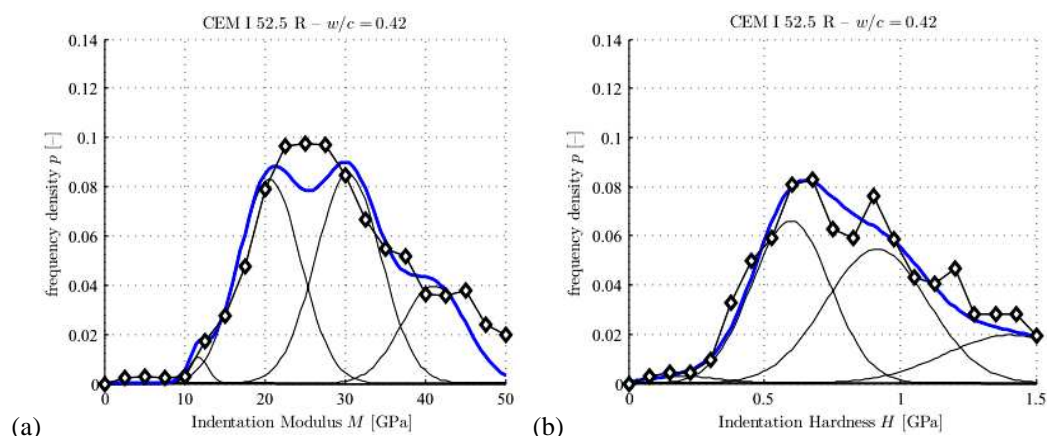 CEM I 52.5 R – w/c = 0.42
0.14
0.12
0.1
0.08
0.06
0.04
0.02
0
frequency density p [–]
0 10 20 30 40 50
Indentation Modulus M [GPa]
(a)
CEM I 52.5 R – w/c = 0.42
0.14
0.12
0.1
0.08
0.06
0.04
0.02
0
frequency density p [–]
0 0.5 1 1.5
Indentation Hardness H [GPa]
(b)